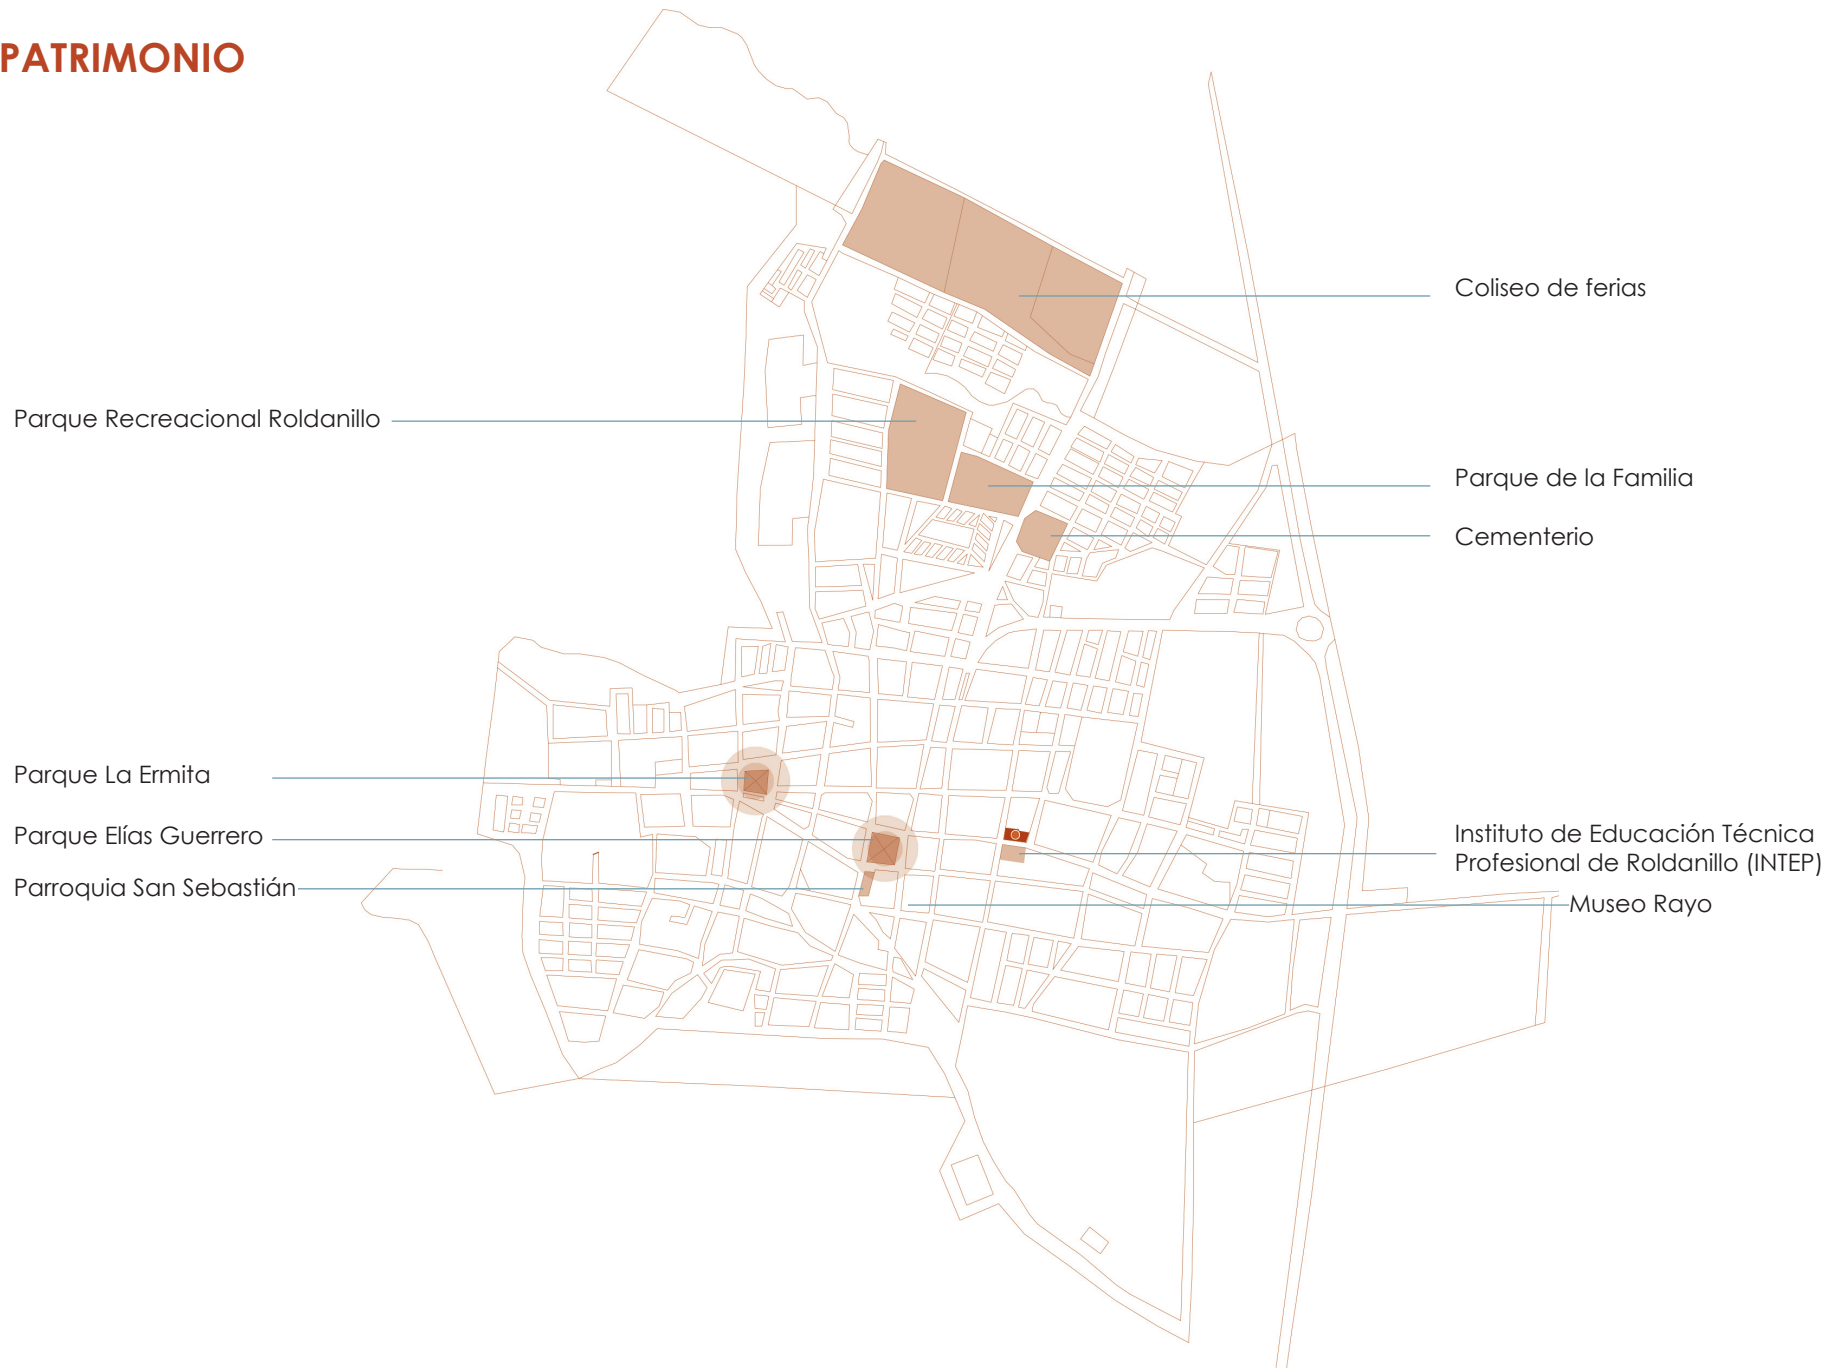 PATRIMONIO
Coliseo de ferias
Parque Recreacional Roldanillo
Parque de la Familia
Cementerio
Parque La Ermita
Parque Elías Guerrero
Instituto de Educación Técnica
Profesional de Roldanillo (INTEP)
Parroquia San Sebastián
Museo Rayo